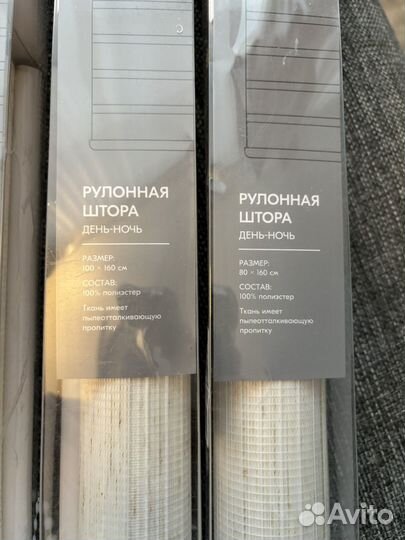 РУЛОННАЯ
ШТОРА
ДЕНЬ-НОЧЬ
РАЗМЕР:
100 × 160 см
СОСТАВ:
100% полиэстер
Ткань имеет
пылеотталкивающую
пропитку
РУЛОННАЯ
ШТОРА
ДЕНЬ-НОЧЬ
РАЗМЕР:
80 × 160 см
СОСТАВ:
100% полиэстер
Ткань имеет
пылеотталкивающую
пропитку
Avito